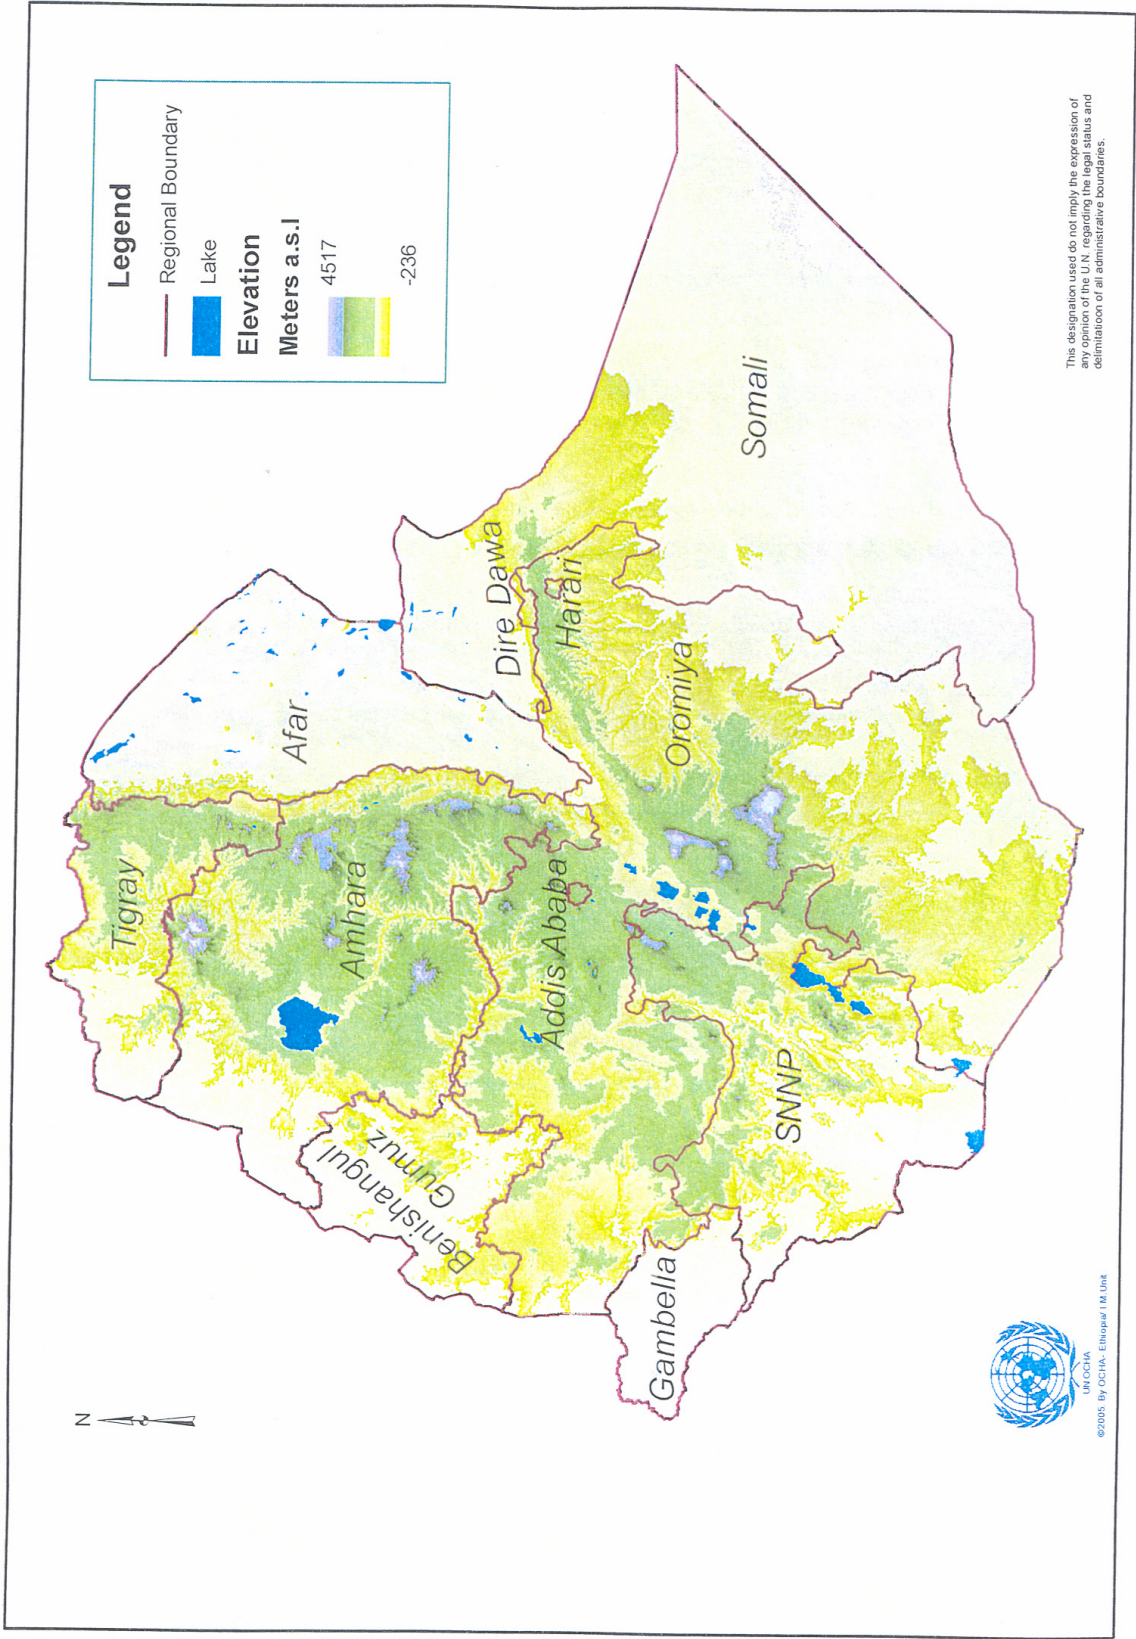 Legend
Regional Boundary
Lake
Elevation
Meters a.s.l
4517
-236
N
Tigray
Afar
Amhara
Benishangul
Gumuz
Addis Ababa
Dire Dawa
Harari
Oromiya
Somali
Gambella
SNNP
UN OCHA
©2005. By OCHA- Ethiopia/ I.M.Unit
This designation used do not imply the expression of
any opinion of the U.N. regarding the legal status and
delimitatioon of all administrative boundaries.